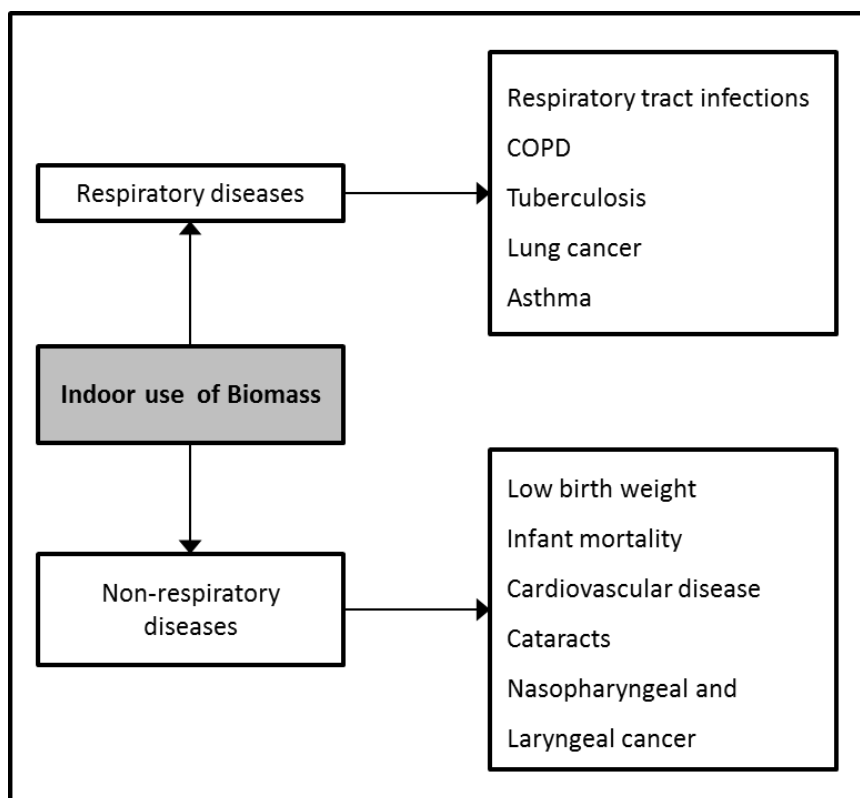 Respiratory diseases
Respiratory tract infections
COPD
Tuberculosis
Lung cancer
Asthma
Indoor use of Biomass
Non-respiratory
diseases
Low birth weight
Infant mortality
Cardiovascular disease
Cataracts
Nasopharyngeal and
Laryngeal cancer